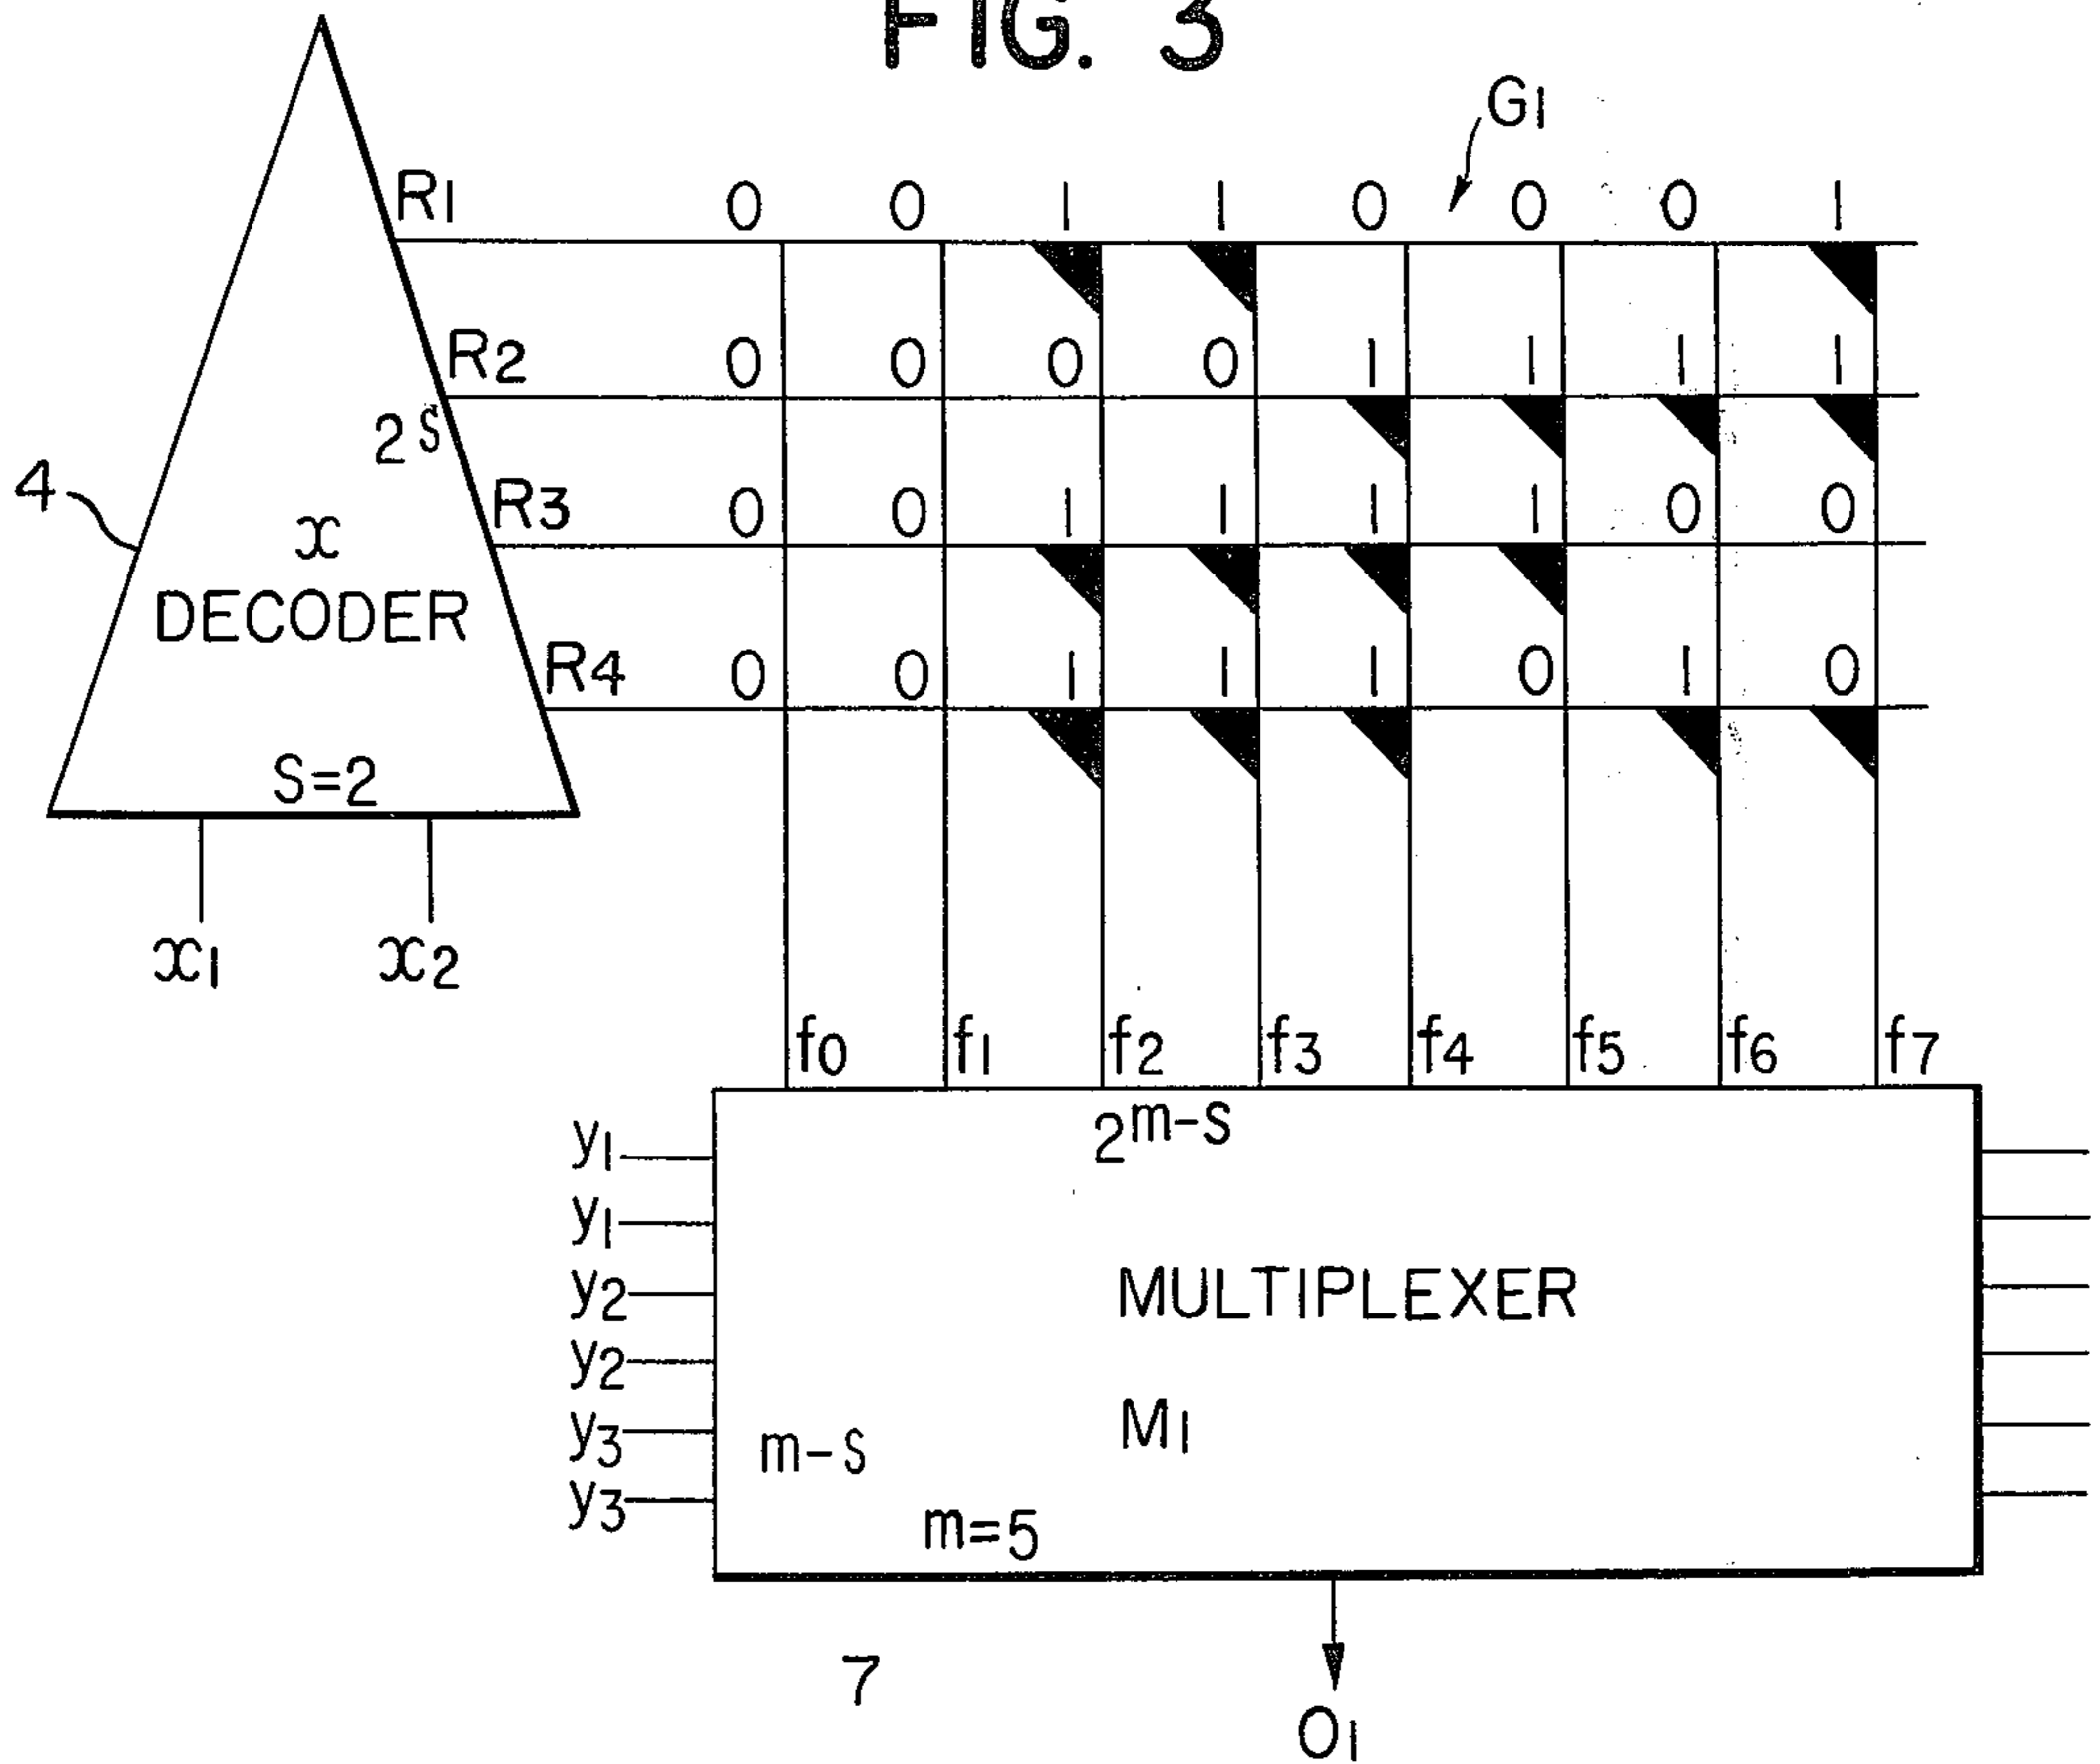 FIG. 3
G1
R1 0 0 1 1 0 0 0 1
R2 0 0 0 0 1 1 1 1
2S
4
R3 0 0 1 1 1 1 0 0
x
DECODER
R4 0 0 1 1 1 0 1 0
S=2
x1 x2
f0 f1 f2 f3 f4 f5 f6 f7
2m-s
y1
y1
y2
MULTIPLEXER
y2
y3
M1
m-s
y3
m=5
7
O1